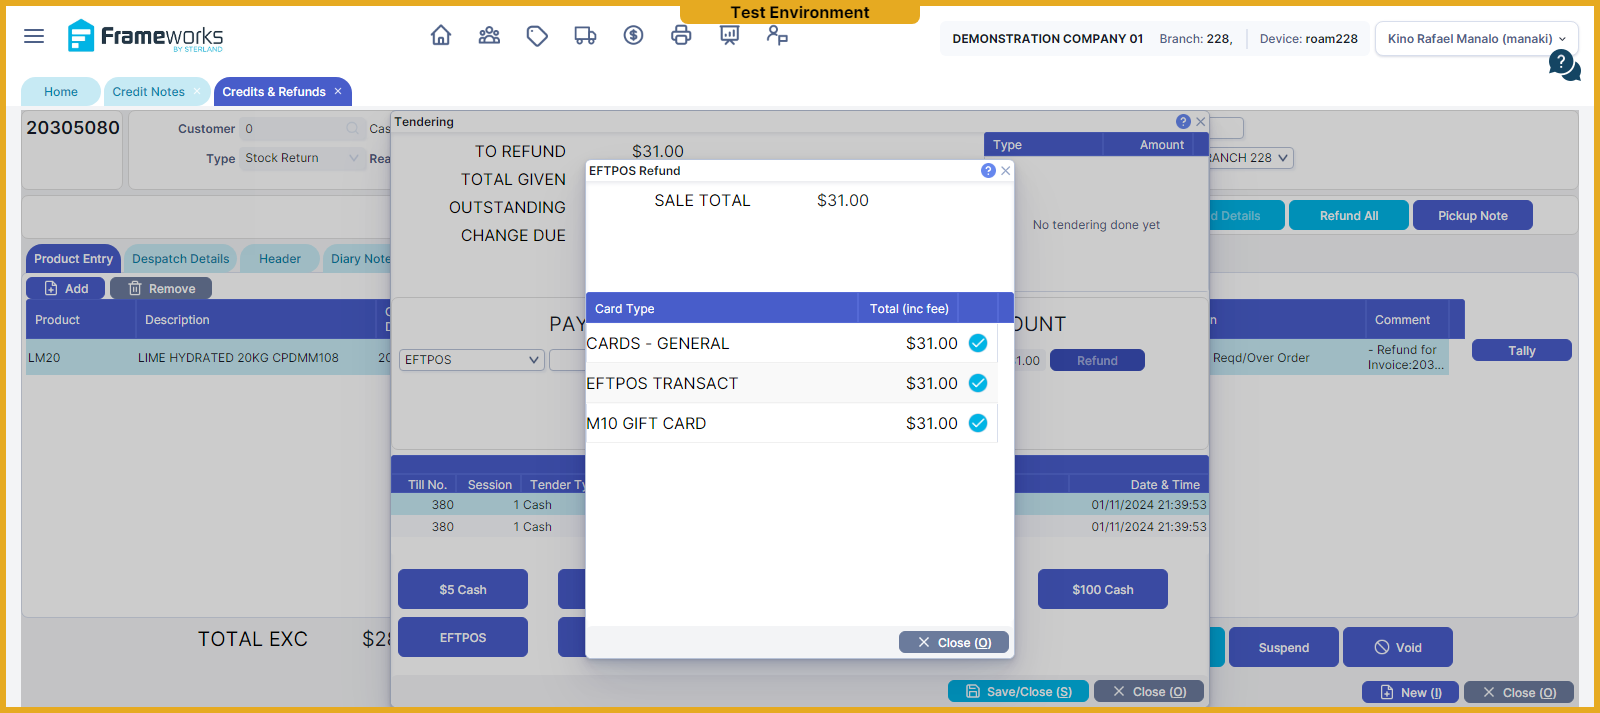 Test Environment
Frameworks
BY STERLAND
DEMONSTRATION COMPANY 01 Branch: 228, Device: roam228
Kino Rafael Manalo (manaki)
Home
Credit Notes ×
Credits & Refunds ×
20305080
Customer 0
Type Stock Return
Tendering
TO REFUND $31.00
TOTAL GIVEN
OUTSTANDING
CHANGE DUE
Type Amount
No tendering done yet
BRANCH 228
d Details
Refund All
Pickup Note
EFTPOS Refund
SALE TOTAL $31.00
Card Type Total (inc fee)
CARDS - GENERAL $31.00
EFTPOS TRANSACT $31.00
M10 GIFT CARD $31.00
Close (O)
Product Entry
Despatch Details
Header
Diary Note
Add
Remove
Product Description
Comment
LM20 LIME HYDRATED 20KG CPDMM108
Reqd/Over Order
- Refund for
Invoice:203...
Tally
PAY
OUNT
EFTPOS
1.00
Refund
Till No. Session Tender Ty
Date & Time
380 1 Cash 01/11/2024 21:39:53
380 1 Cash 01/11/2024 21:39:53
$5 Cash
$100 Cash
EFTPOS
TOTAL EXC $28
Suspend
Void
Save/Close (S)
Close (O)
New (I)
Close (O)